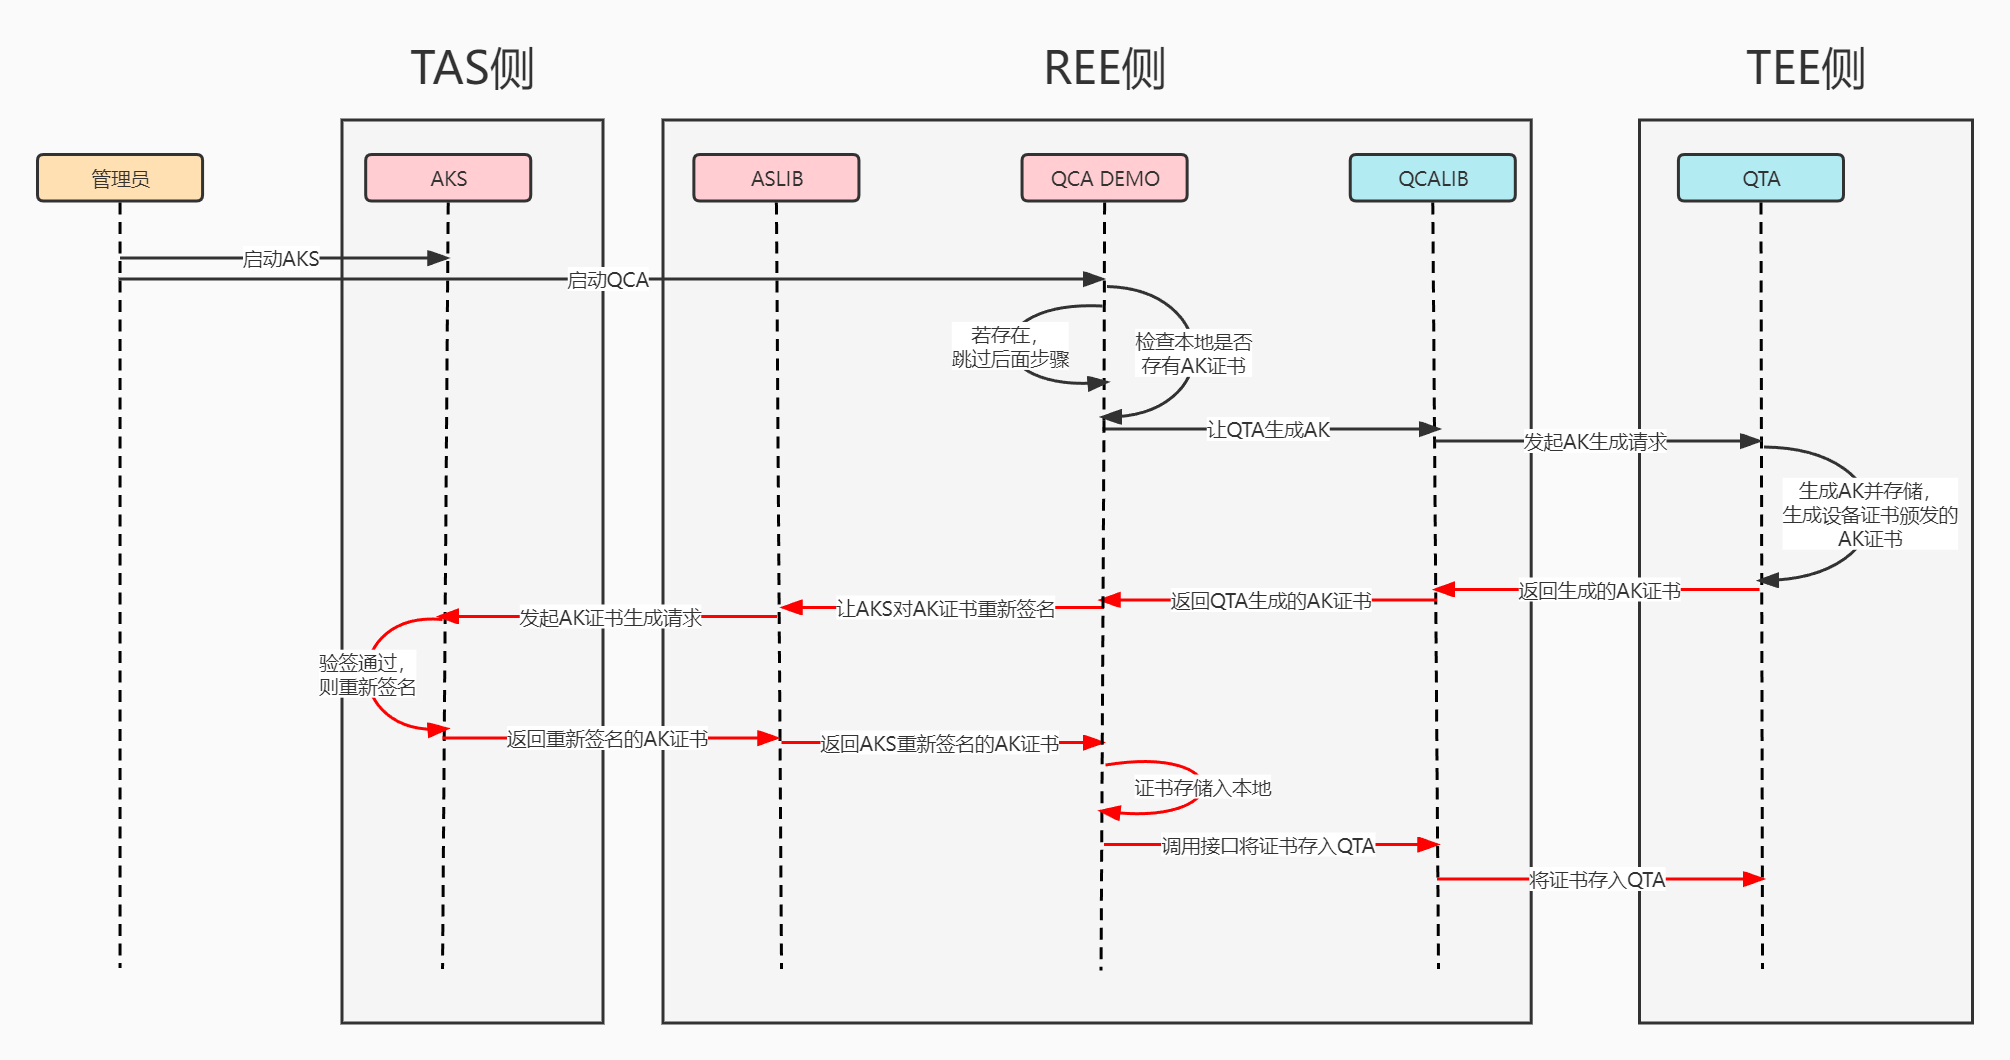 TAS侧
REE侧
TEE侧
管理员
AKS
ASLIB
QCA DEMO
QCALIB
QTA
启动AKS
启动QCA
若存在，
跳过后面步骤
检查本地是否
存有AK证书
让QTA生成AK
发起AK生成请求
生成AK并存储，
生成设备证书颁发的
AK证书
返回生成的AK证书
返回QTA生成的AK证书
让AKS对AK证书重新签名
发起AK证书生成请求
验签通过，
则重新签名
返回重新签名的AK证书
返回AKS重新签名的AK证书
证书存储入本地
调用接口将证书存入QTA
将证书存入QTA